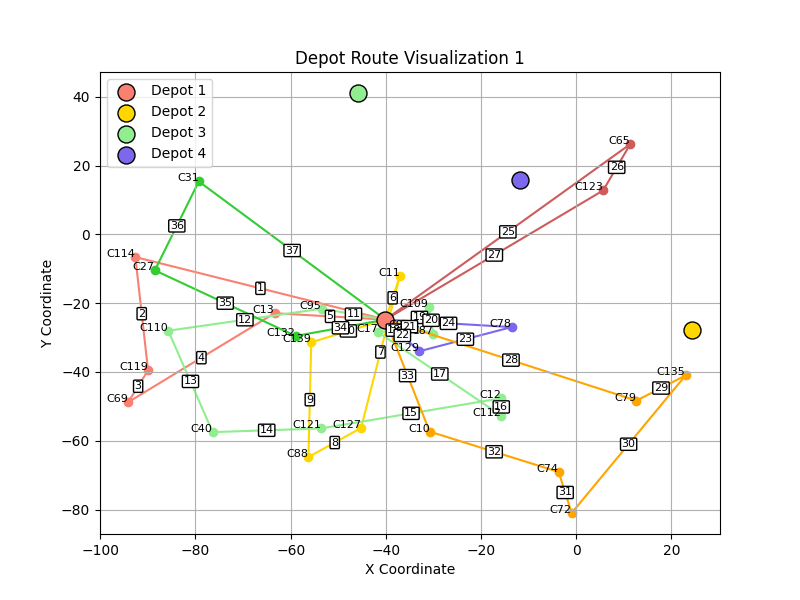 Depot Route Visualization 1
Depot 1
Depot 2
Depot 3
Depot 4
Y Coordinate
40
20
0
−20
−40
−60
−80
−100
−80
−60
−40
−20
0
20
X Coordinate
C65
26
C123
C31
36
25
37
27
C114
C27
C11
1
6
35
2
C95
C109
C13
5
11
12
20
24
C78
C110
C132
34
C17
21
C139
22
23
C129
7
28
4
C119
3
13
33
17
29
C135
C69
9
C12
C79
15
16
C112
C40
14
C121
C127
C10
8
30
C88
32
C74
31
C72